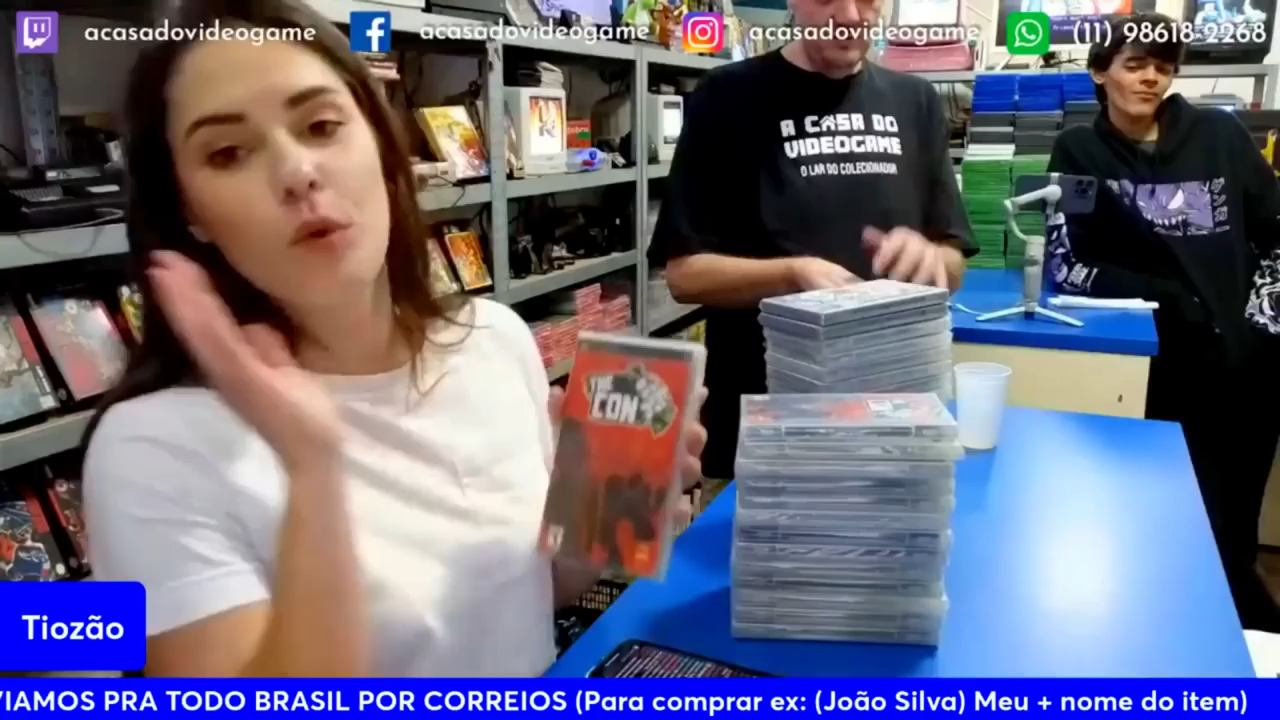 acasadovideogame
acasadovideogame
acasadovideogame
(11) 98618-2268
A CASA DO
VIDEOGAME
O LAR DO COLECIONADOR
THE
CON
Tiozão
VIAMOS PRA TODO BRASIL POR CORREIOS (Para comprar ex: (João Silva) Meu + nome do item)